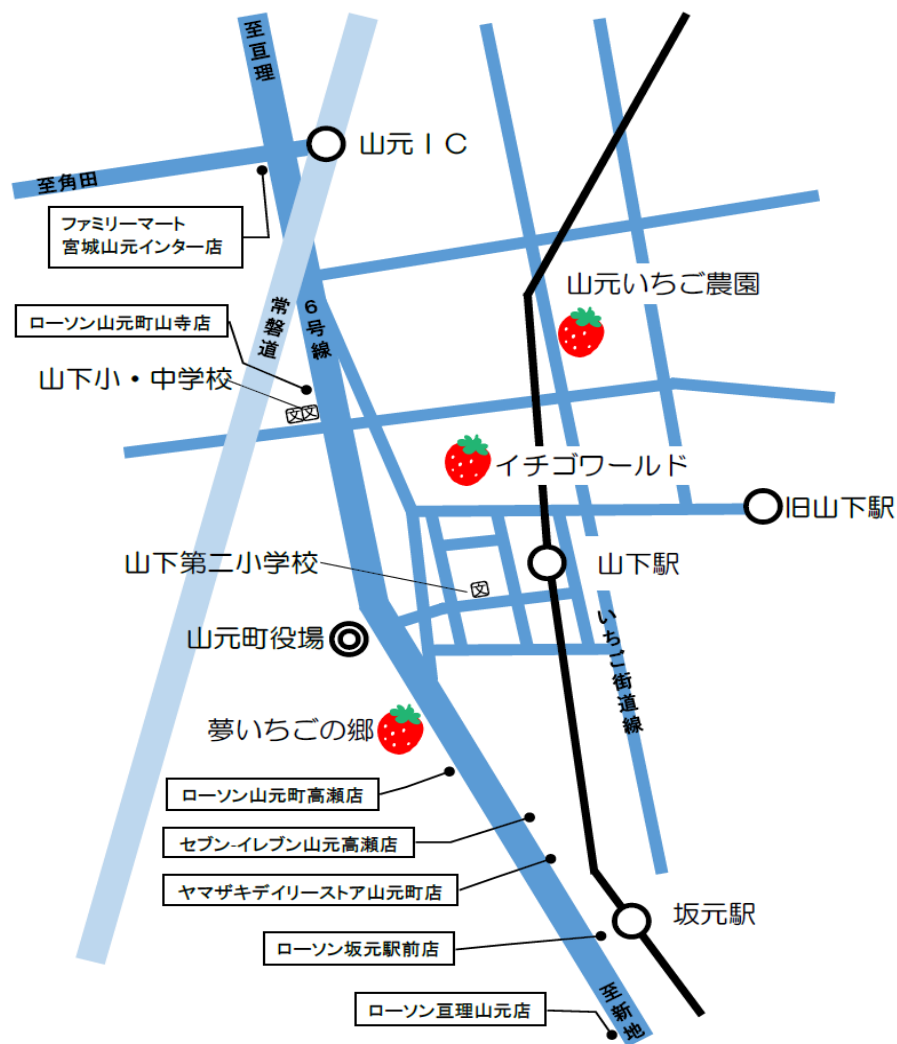 至亘理
山元IC
至角田
ファミリーマート
宮城山元インター店
山元いちご農園
常磐道
6号線
ローソン山元町山寺店
山下小・中学校
文文
イチゴワールド
旧山下駅
山下駅
山下第二小学校
文
いちご街道線
山元町役場
夢いちごの郷
ローソン山元町高瀬店
セブン-イレブン山元高瀬店
ヤマザキデイリーストア山元町店
坂元駅
ローソン坂元駅前店
ローソン亘理山元店
至新地